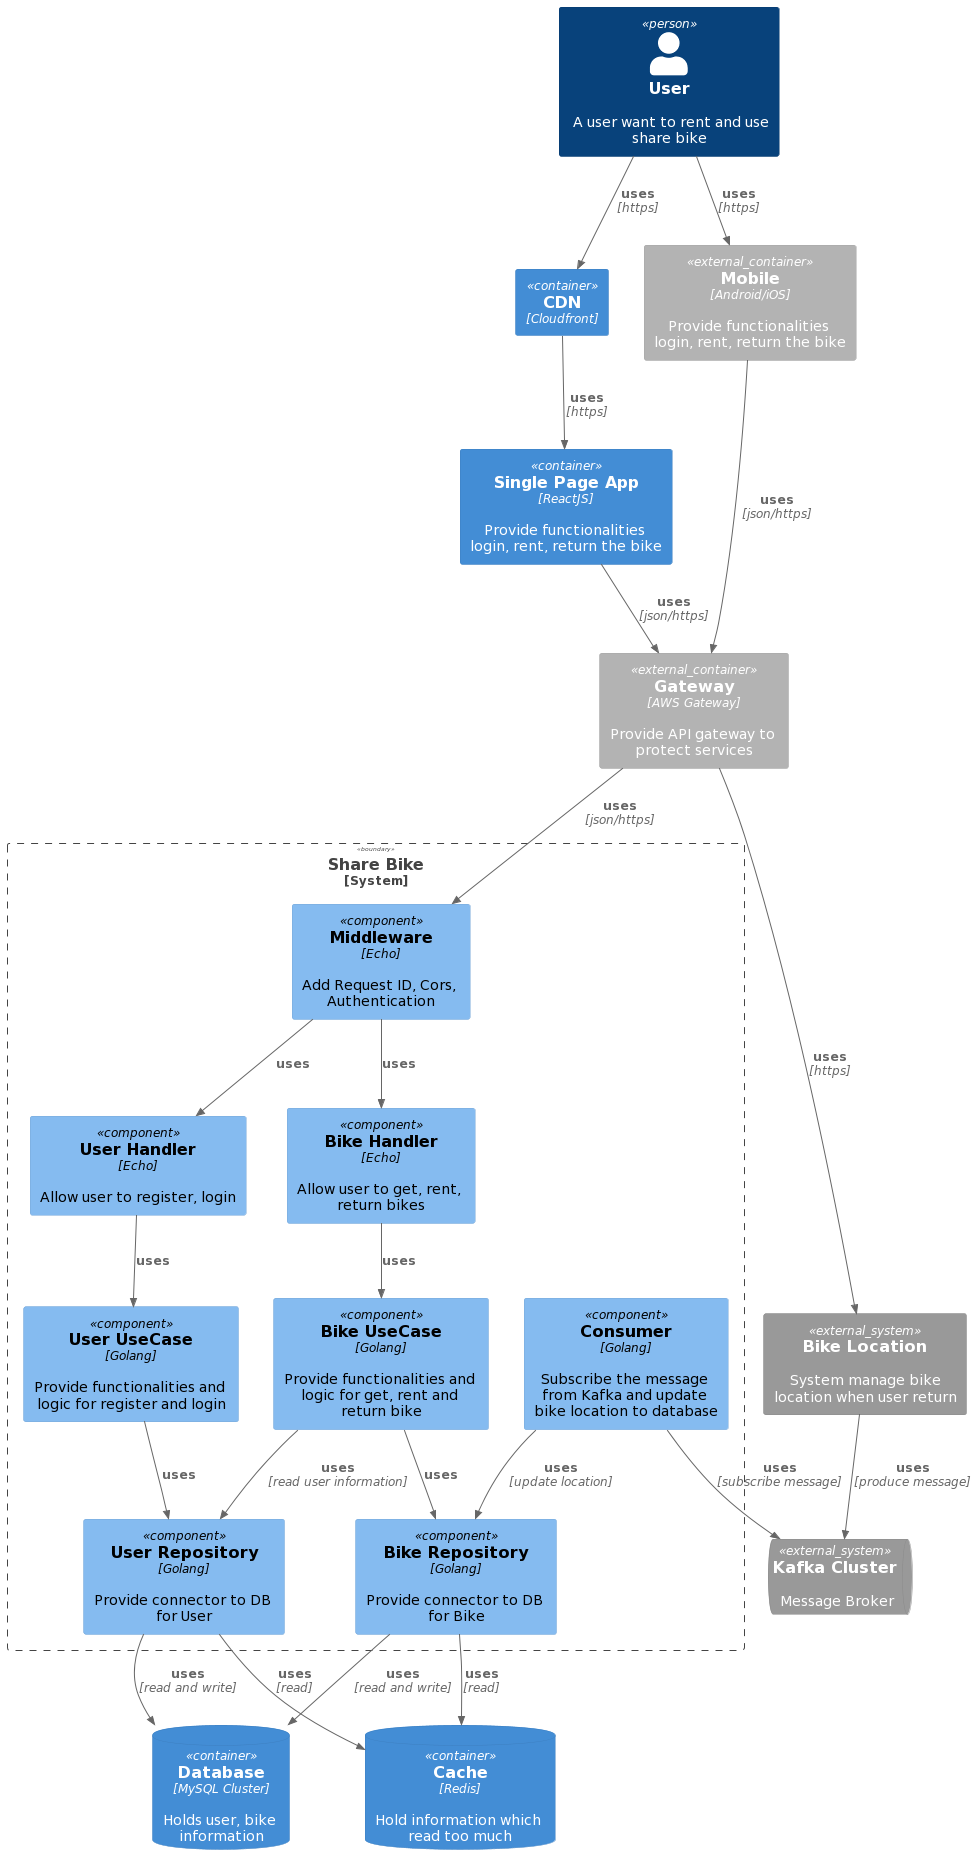 «person»
User
A user want to rent and use
share bike
uses
[https]
uses
[https]
«external_container»
Mobile
[Android/iOS]
Provide functionalities
login, rent, return the bike
«container»
CDN
[Cloudfront]
uses
[https]
«container»
Single Page App
[ReactJS]
Provide functionalities
login, rent, return the bike
uses
[json/https]
uses
[json/https]
«external_container»
Gateway
[AWS Gateway]
Provide API gateway to
protect services
uses
[json/https]
«boundary»
Share Bike
[System]
«component»
Middleware
[Echo]
Add Request ID, Cors,
Authentication
uses
uses
uses
[https]
«component»
User Handler
[Echo]
Allow user to register, login
«component»
Bike Handler
[Echo]
Allow user to get, rent,
return bikes
uses
uses
«component»
User UseCase
[Golang]
Provide functionalities and
logic for register and login
«component»
Bike UseCase
[Golang]
Provide functionalities and
logic for get, rent and
return bike
«component»
Consumer
[Golang]
Subscribe the message
from Kafka and update
bike location to database
«external_system»
Bike Location
System manage bike
location when user return
uses
uses
[read user information]
uses
uses
[update location]
uses
[subscribe message]
uses
[produce message]
«component»
User Repository
[Golang]
Provide connector to DB
for User
«component»
Bike Repository
[Golang]
Provide connector to DB
for Bike
«external_system»
Kafka Cluster
Message Broker
uses
[read and write]
uses
[read]
uses
[read and write]
uses
[read]
«container»
Database
[MySQL Cluster]
Holds user, bike
information
«container»
Cache
[Redis]
Hold information which
read too much